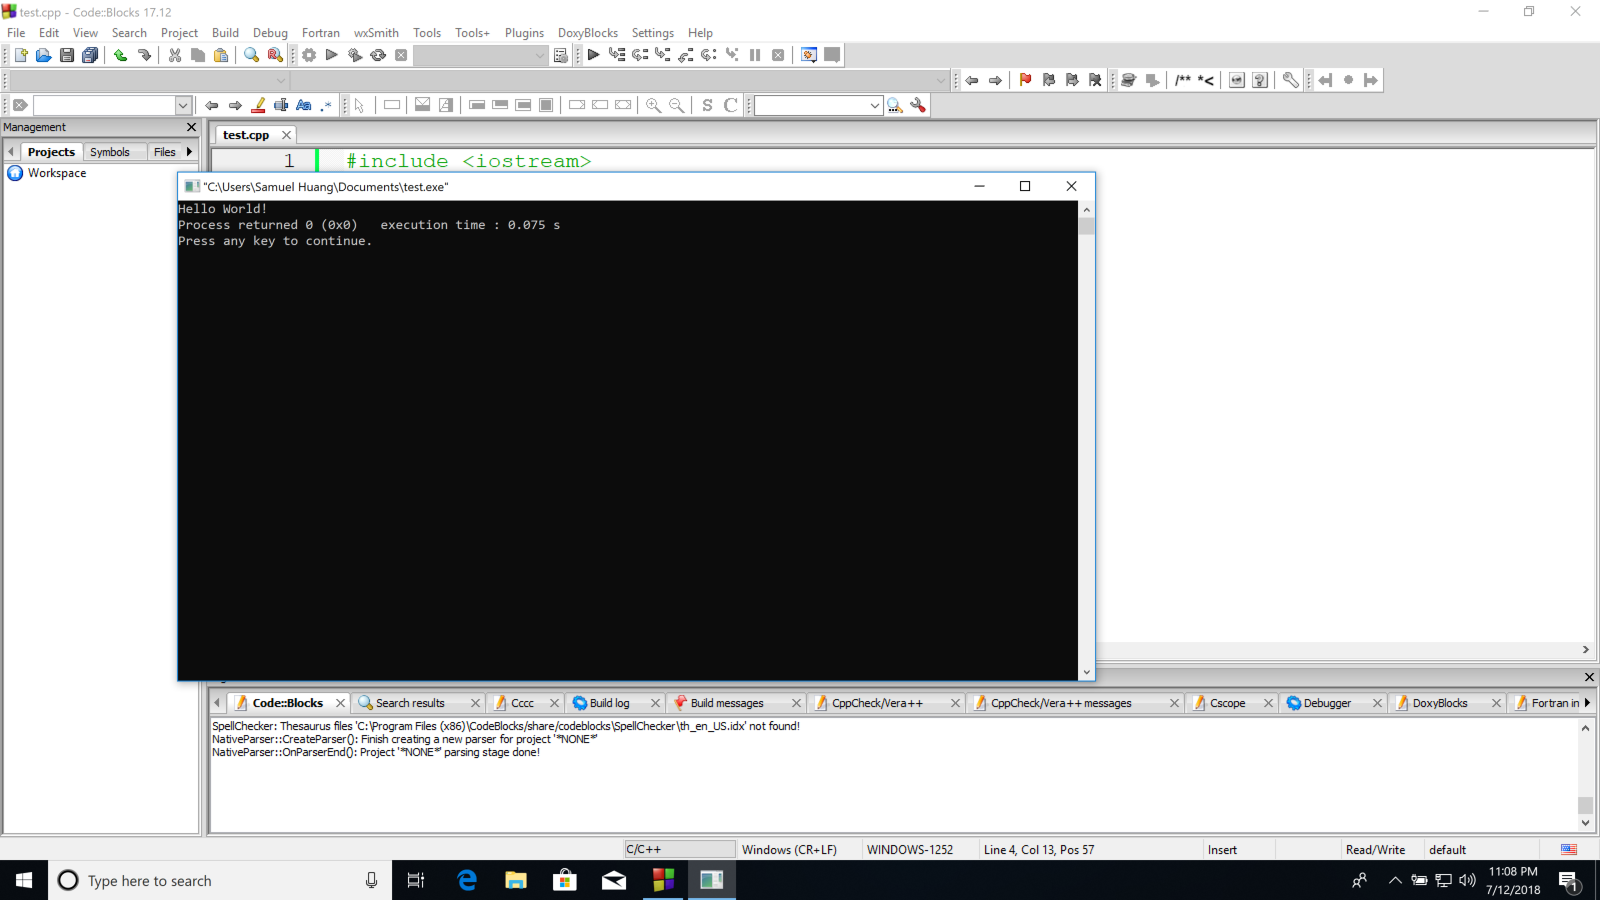 test.cpp - Code::Blocks 17.12
File Edit View Search Project Build Debug Fortran wxSmith Tools Tools+ Plugins DoxyBlocks Settings Help
/** *<
Aa .*
S C
Management
test.cpp
Projects Symbols Files
1 #include <iostream>
Workspace
"C:\Users\Samuel Huang\Documents\test.exe"
Hello World!
Process returned 0 (0x0)   execution time : 0.075 s
Press any key to continue.
Code::Blocks Search results Cccc Build log Build messages CppCheck/Vera++ CppCheck/Vera++ messages Cscope Debugger DoxyBlocks Fortran in
SpellChecker: Thesaurus files 'C:\Program Files (x86)\CodeBlocks/share/codeblocks\SpellChecker\th_en_US.idx' not found!
NativeParser::CreateParser(): Finish creating a new parser for project '*NONE*'
NativeParser::OnParserEnd(): Project '*NONE*' parsing stage done!
C/C++ Windows (CR+LF) WINDOWS-1252 Line 4, Col 13, Pos 57 Insert Read/Write default
Type here to search
11:08 PM
7/12/2018
1